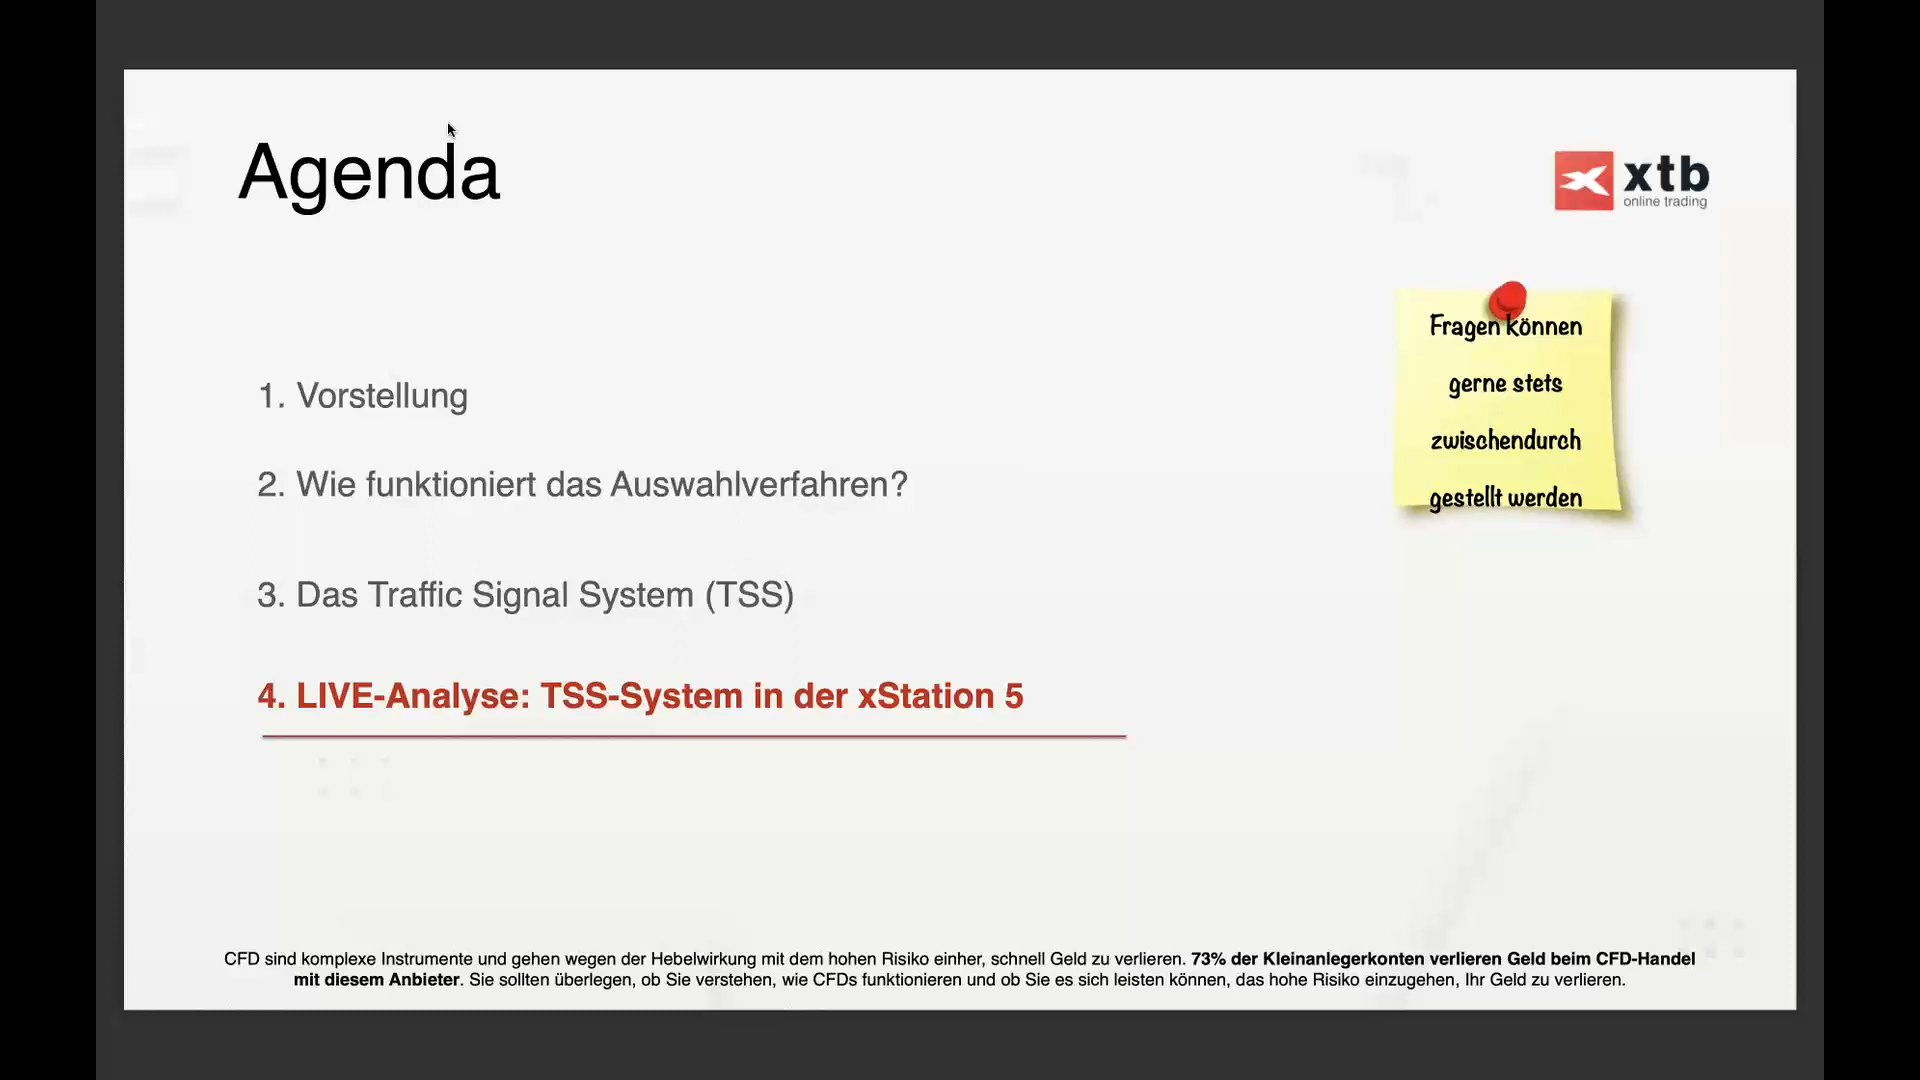 Agenda
xtb
online trading
Fragen können
gerne stets
zwischendurch
gestellt werden
1. Vorstellung
2. Wie funktioniert das Auswahlverfahren?
3. Das Traffic Signal System (TSS)
4. LIVE-Analyse: TSS-System in der xStation 5
CFD sind komplexe Instrumente und gehen wegen der Hebelwirkung mit dem hohen Risiko einher, schnell Geld zu verlieren. 73% der Kleinanlegerkonten verlieren Geld beim CFD-Handel
mit diesem Anbieter. Sie sollten überlegen, ob Sie verstehen, wie CFDs funktionieren und ob Sie es sich leisten können, das hohe Risiko einzugehen, Ihr Geld zu verlieren.